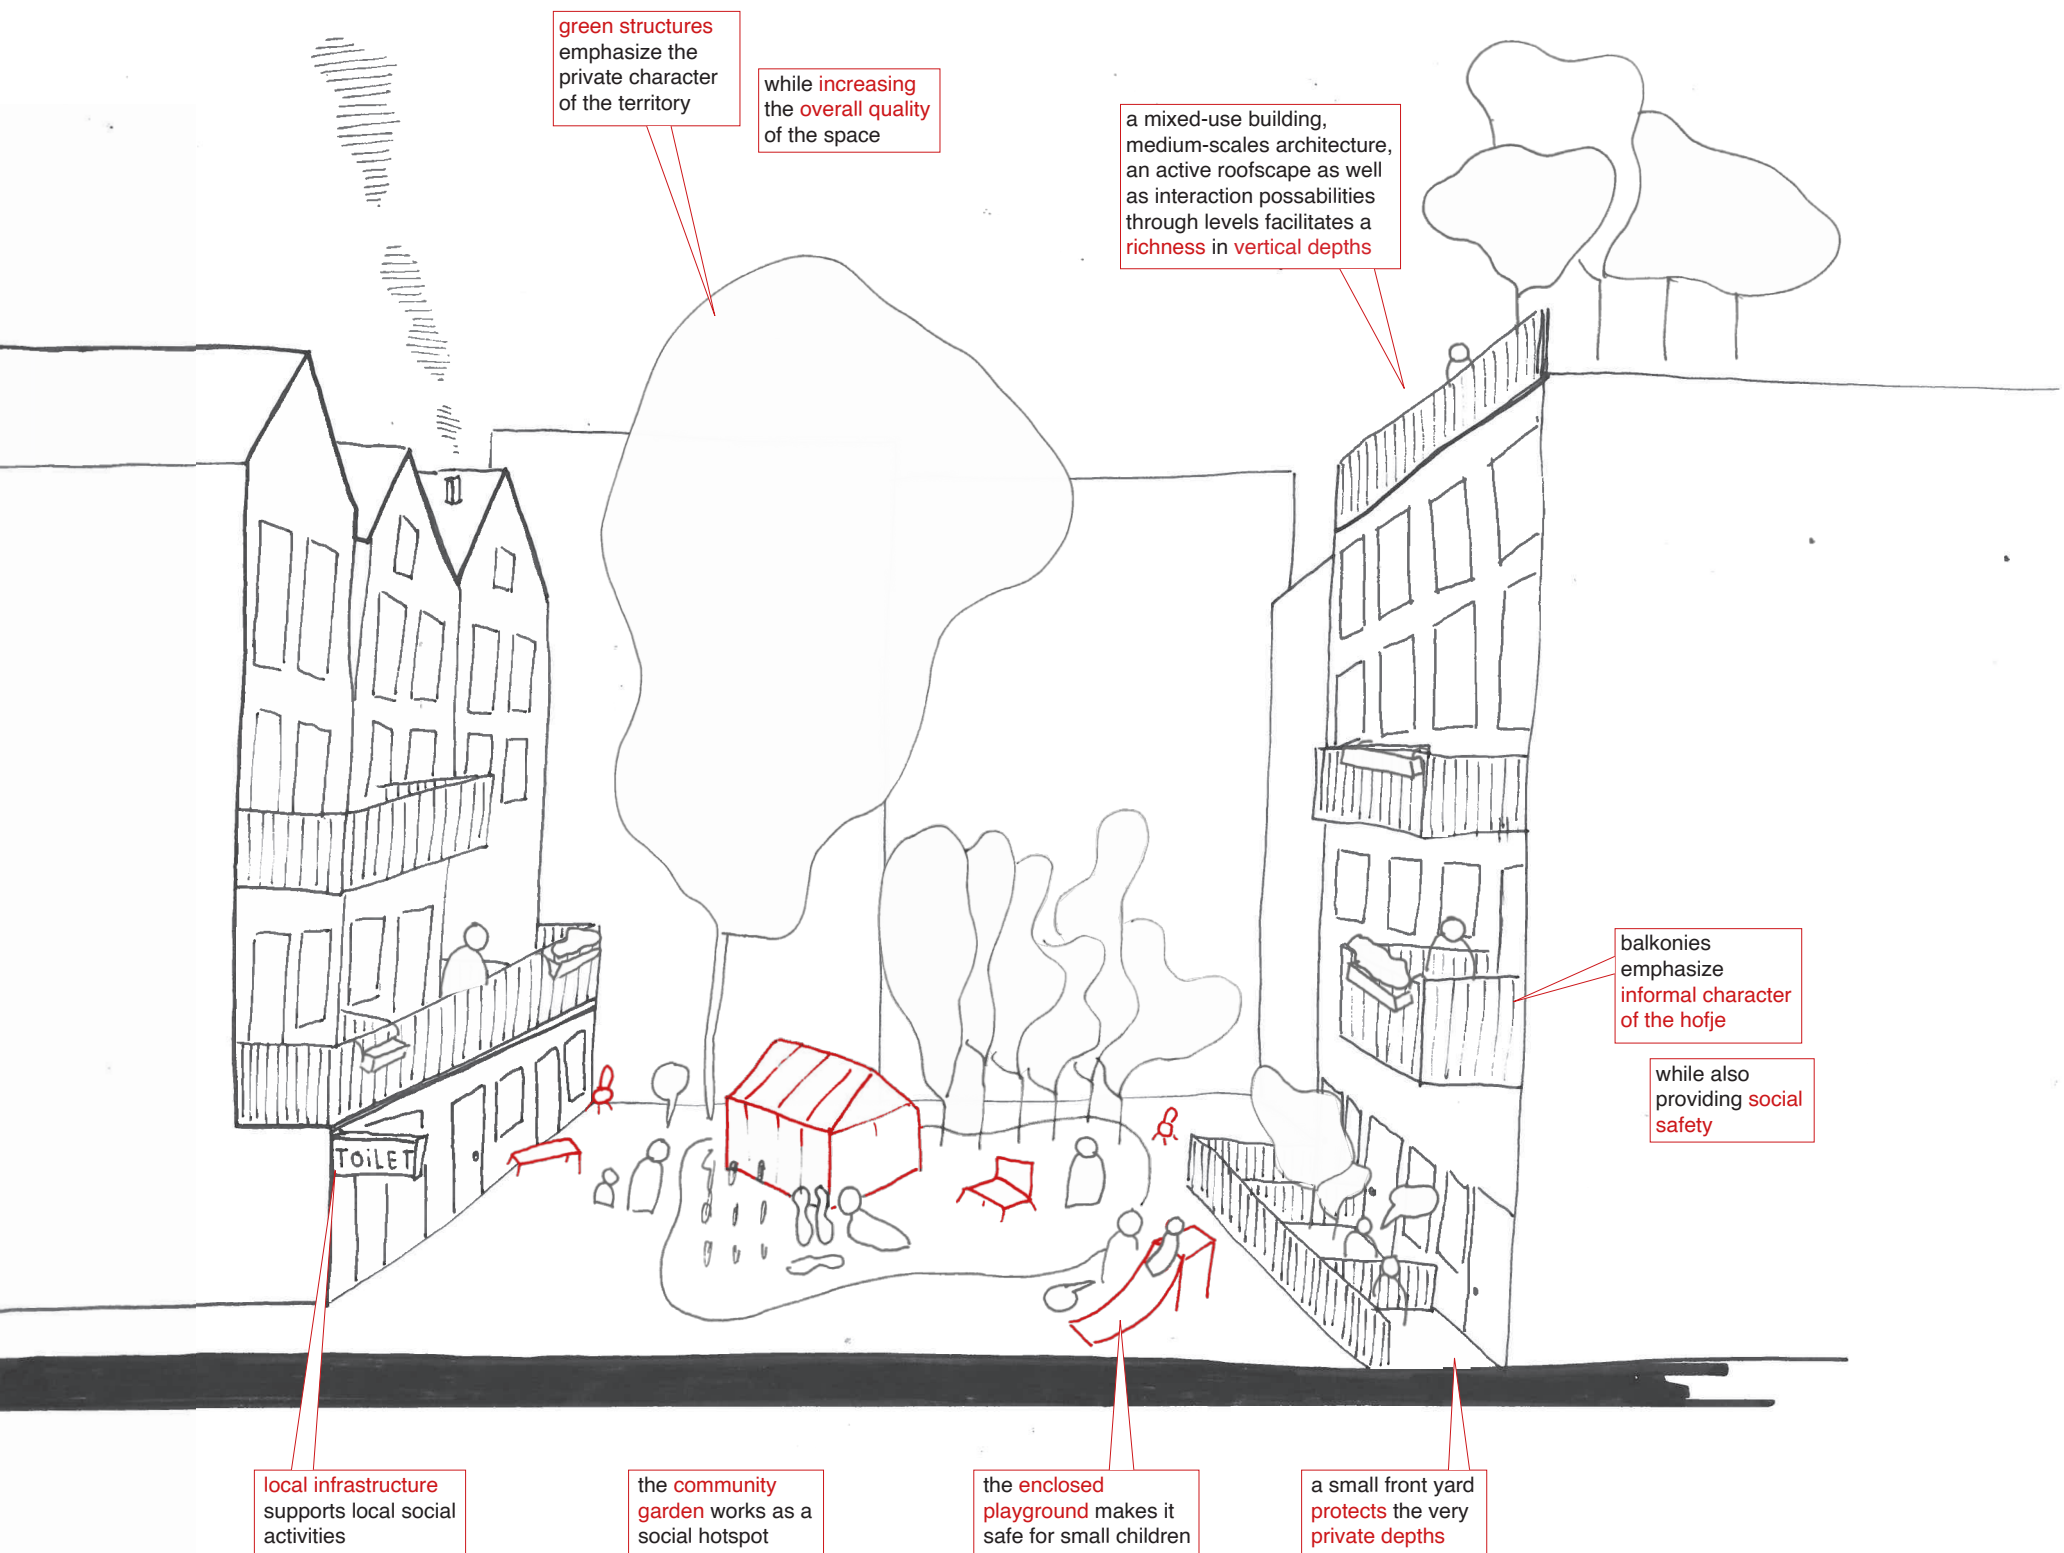 green structures
emphasize the
private character
of the territory
while increasing
the overall quality
of the space
a mixed-use building,
medium-scales architecture,
an active roofscape as well
as interaction possabilities
through levels facilitates a
richness in vertical depths
balkonies
emphasize
informal character
of the hofje
while also
providing social
safety
TOiLET
local infrastructure
supports local social
activities
the community
garden works as a
social hotspot
the enclosed
playground makes it
safe for small children
a small front yard
protects the very
private depths